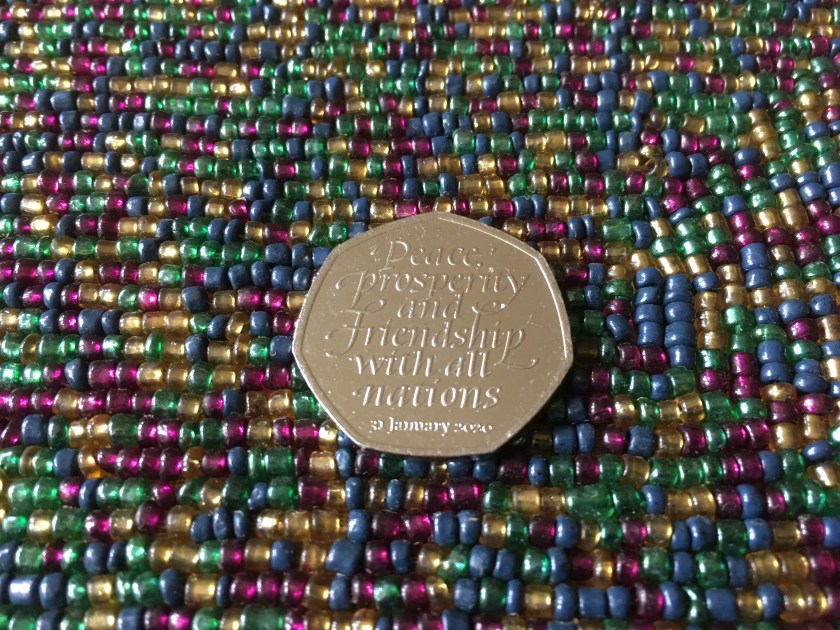 Peace,
prosperity
and
friendship
with all
nations
31 January 2020